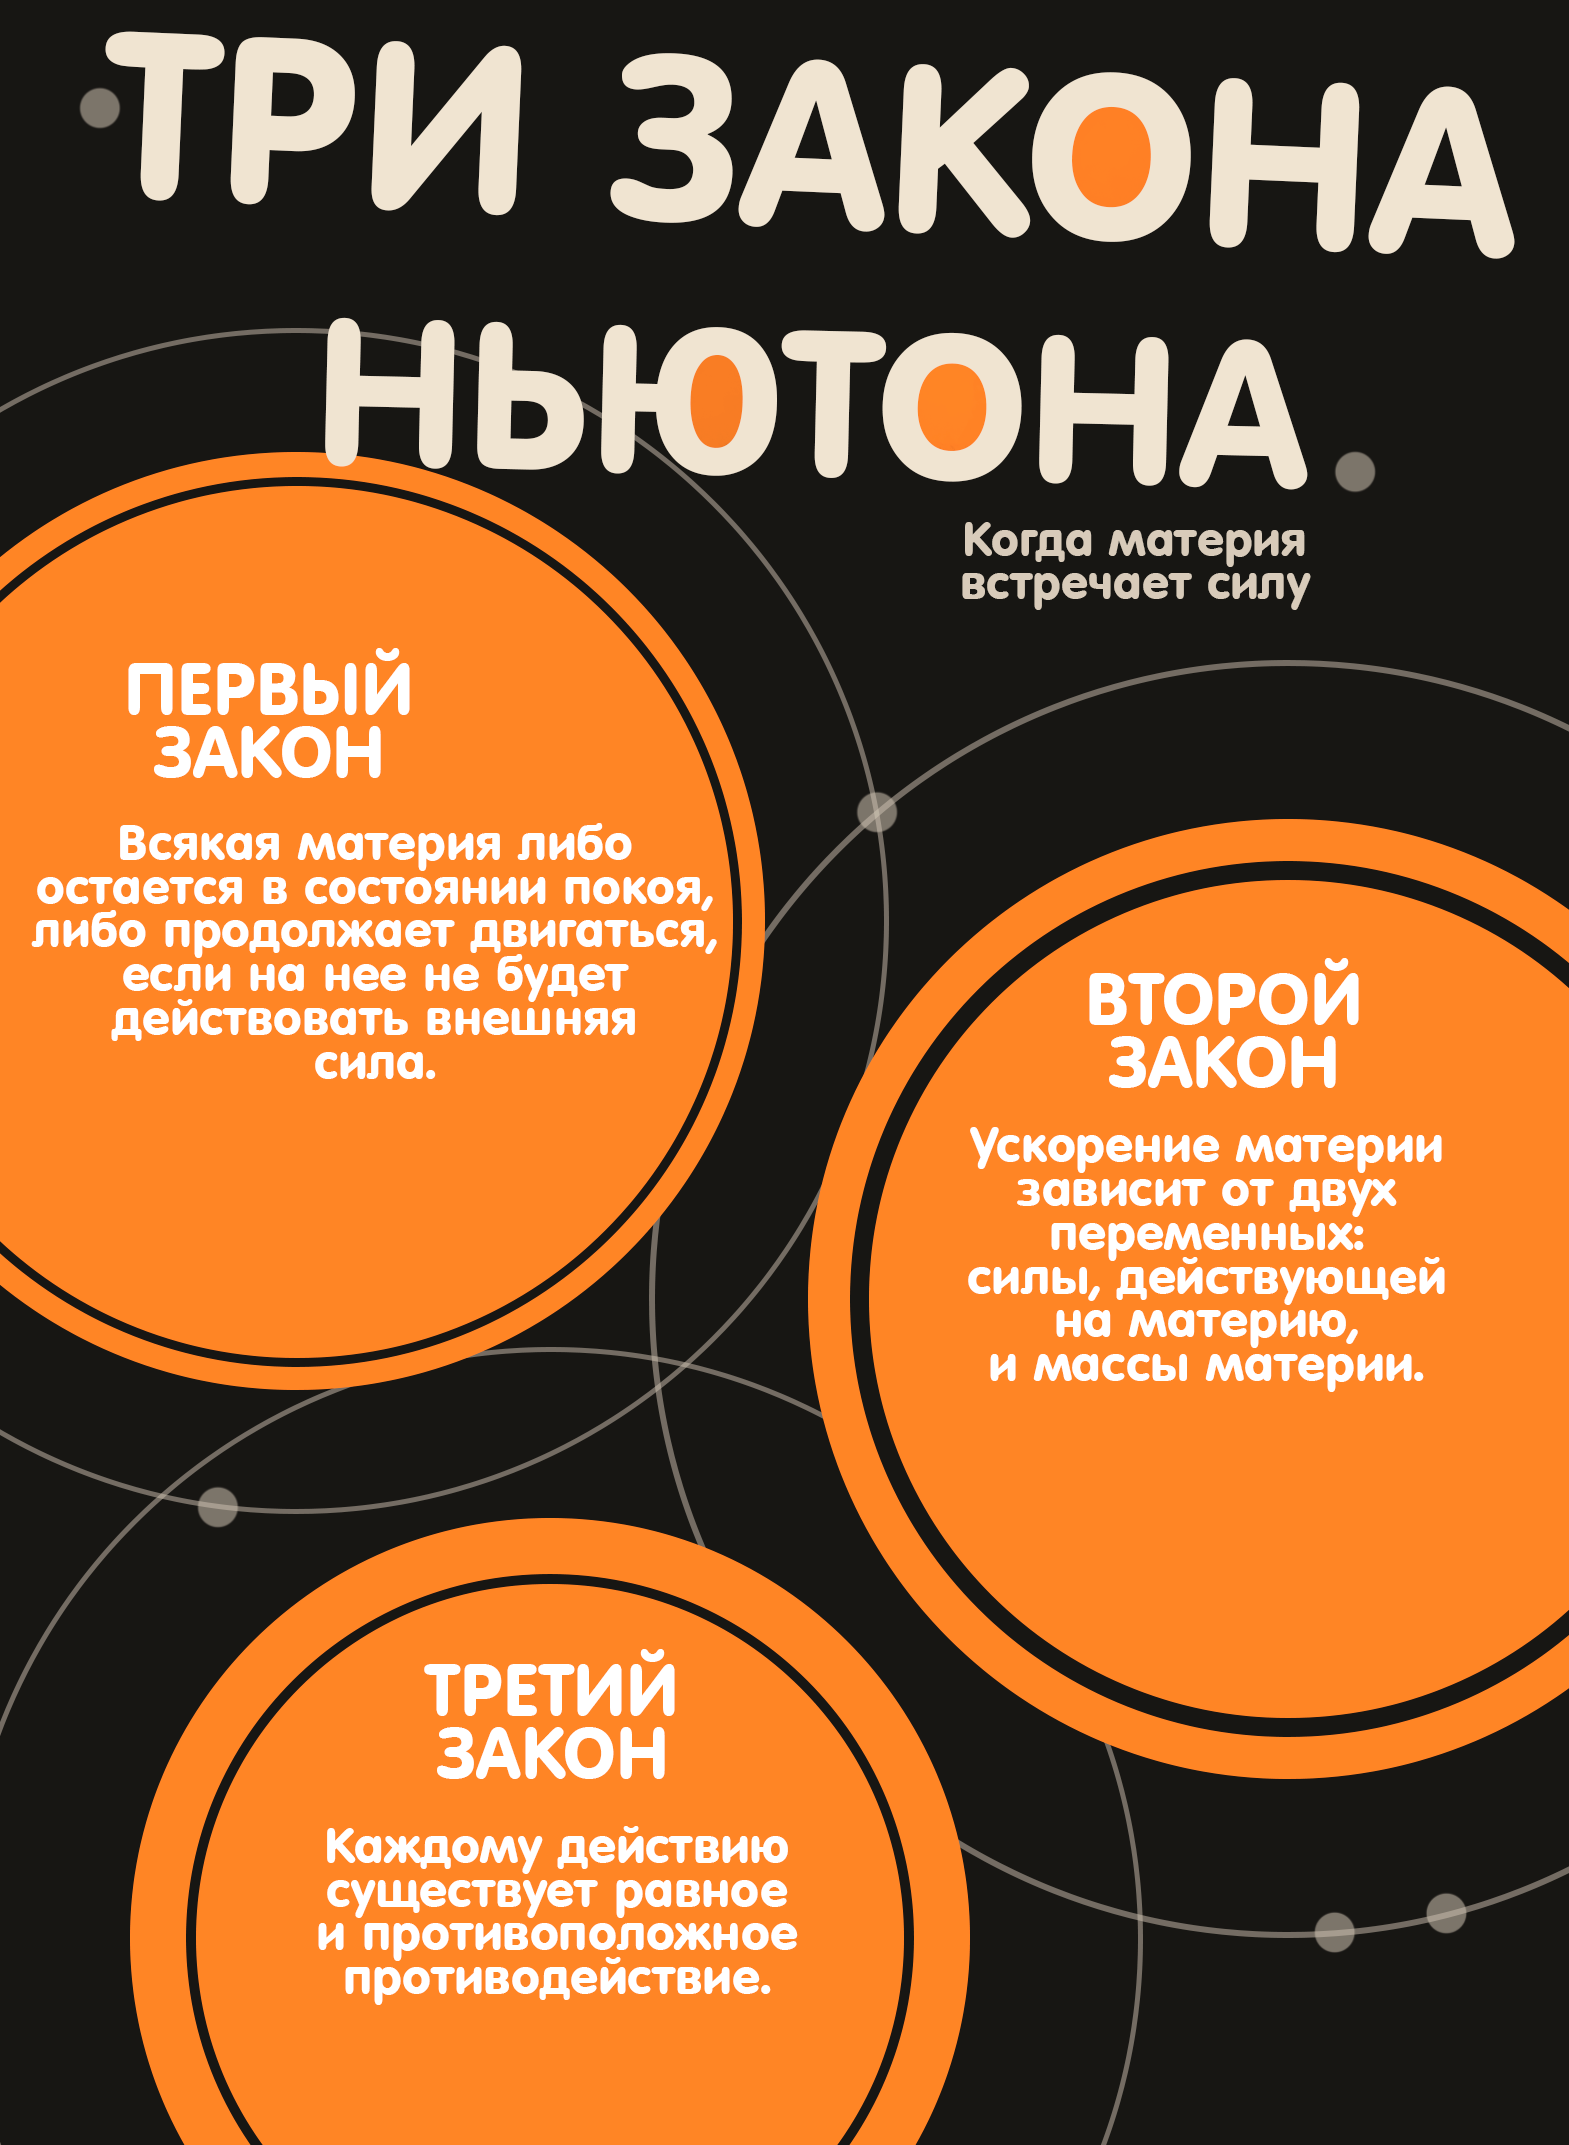 ТРИ ЗАКОНА
НЬЮТОНА
Когда материя
встречает силу
ПЕРВЫЙ
ЗАКОН
Всякая материя либо
остается в состоянии покоя,
либо продолжает двигаться,
если на нее не будет
действовать внешняя
сила.
ВТОРОЙ
ЗАКОН
Ускорение материи
зависит от двух
переменных:
силы, действующей
на материю,
и массы материи.
ТРЕТИЙ
ЗАКОН
Каждому действию
существует равное
и противоположное
противодействие.